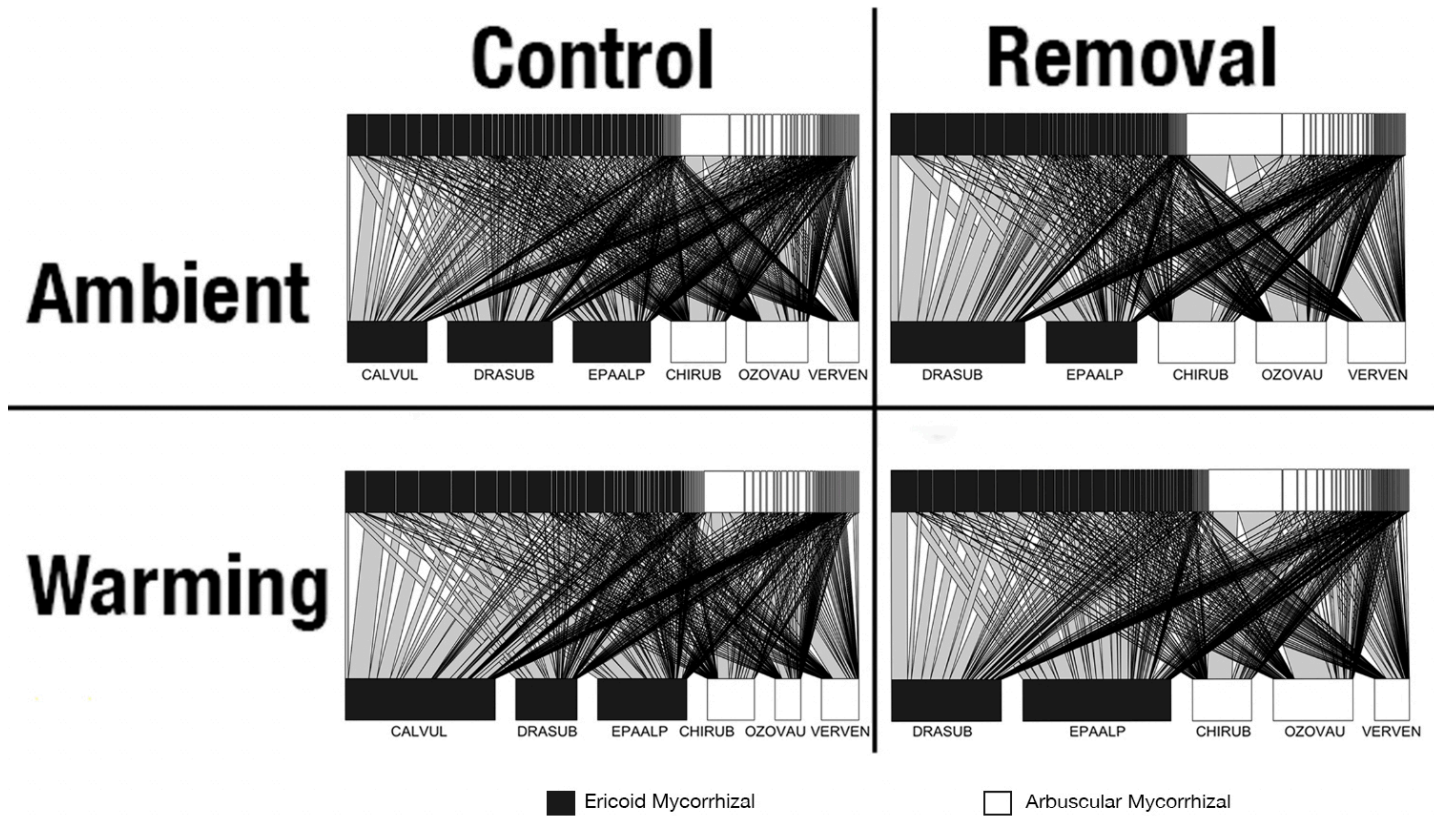 Control
Removal
Ambient
CALVUL DRASUB EPAALP CHIRUB OZOVAU VERVEN
DRASUB EPAALP CHIRUB OZOVAU VERVEN
Warming
CALVUL DRASUB EPAALP CHIRUB OZOVAU VERVEN
DRASUB EPAALP CHIRUB OZOVAU VERVEN
Ericoid Mycorrhizal
Arbuscular Mycorrhizal